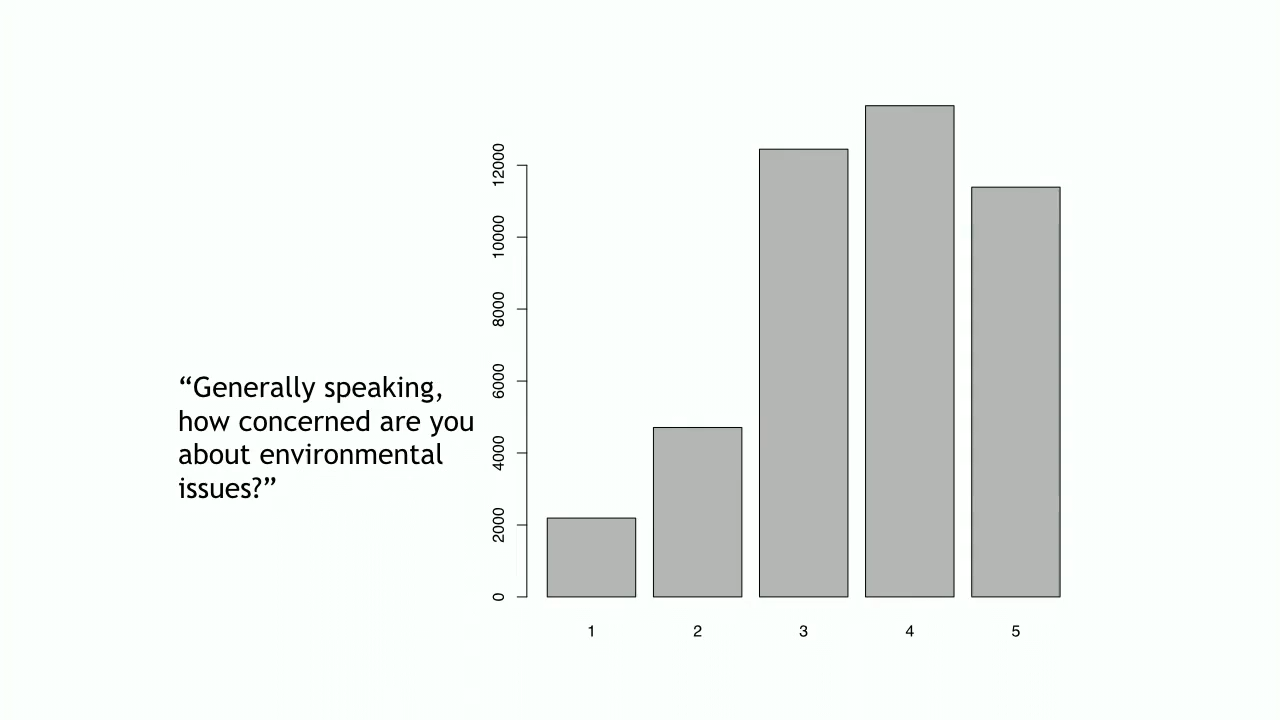 “Generally speaking,
how concerned are you
about environmental
issues?”
12000
10000
8000
6000
4000
2000
0
1 2 3 4 5